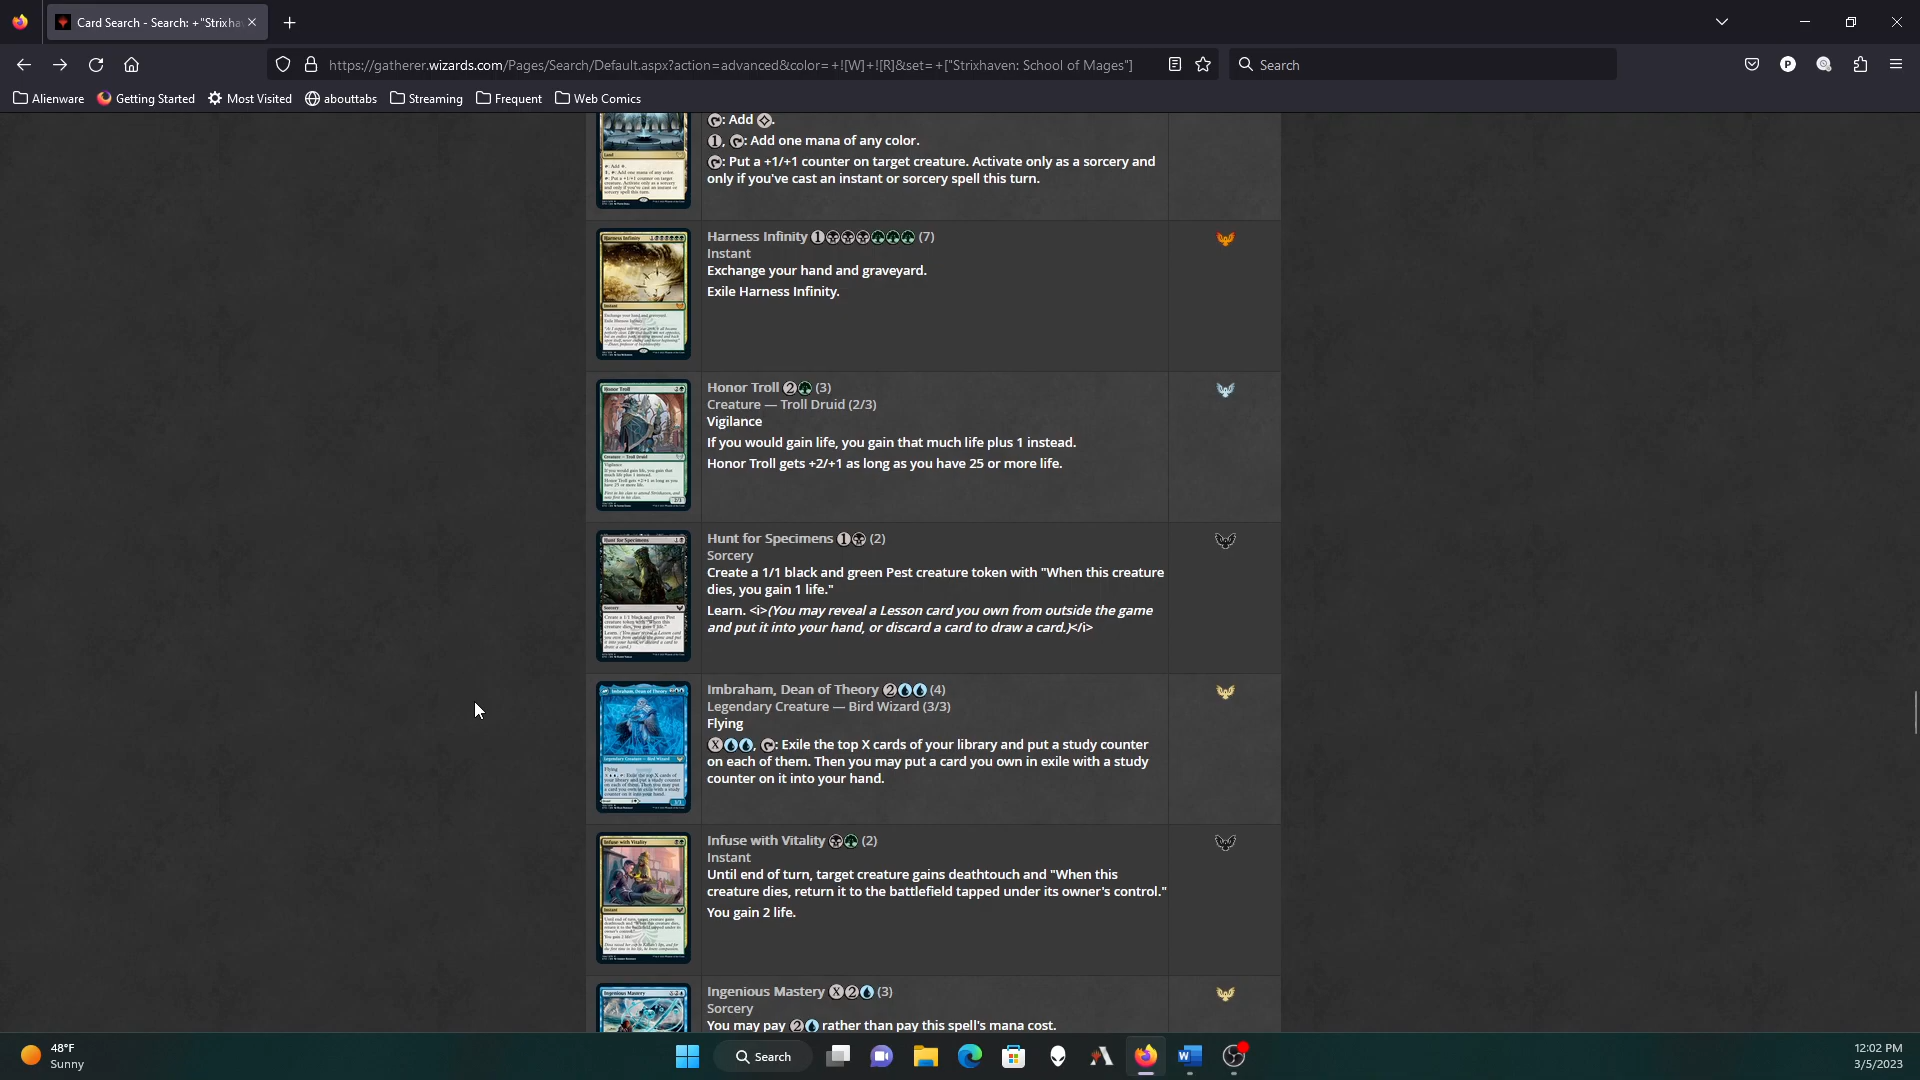 Card Search - Search: +"Strixha
https://gatherer.wizards.com/Pages/Search/Default.aspx?action=advanced&color=+![W]+![R]&set=+["Strixhaven: School of Mages"]
Search
Alienware
Getting Started
Most Visited
abouttabs
Streaming
Frequent
Web Comics
: Add .
1, : Add one mana of any color.
: Put a +1/+1 counter on target creature. Activate only as a sorcery and
only if you've cast an instant or sorcery spell this turn.
Harness Infinity 1 (7)
Instant
Exchange your hand and graveyard.
Exile Harness Infinity.
Honor Troll 2 (3)
Creature — Troll Druid (2/3)
Vigilance
If you would gain life, you gain that much life plus 1 instead.
Honor Troll gets +2/+1 as long as you have 25 or more life.
Hunt for Specimens 1 (2)
Sorcery
Create a 1/1 black and green Pest creature token with "When this creature
dies, you gain 1 life."
Learn. <i>(You may reveal a Lesson card you own from outside the game
and put it into your hand, or discard a card to draw a card.)</i>
Imbraham, Dean of Theory 2 (4)
Legendary Creature — Bird Wizard (3/3)
Flying
X, : Exile the top X cards of your library and put a study counter
on each of them. Then you may put a card you own in exile with a study
counter on it into your hand.
Infuse with Vitality (2)
Instant
Until end of turn, target creature gains deathtouch and "When this
creature dies, return it to the battlefield tapped under its owner's control."
You gain 2 life.
Ingenious Mastery X 2 (3)
Sorcery
You may pay 2 rather than pay this spell's mana cost.
48°F
Sunny
Search
12:02 PM
3/5/2023